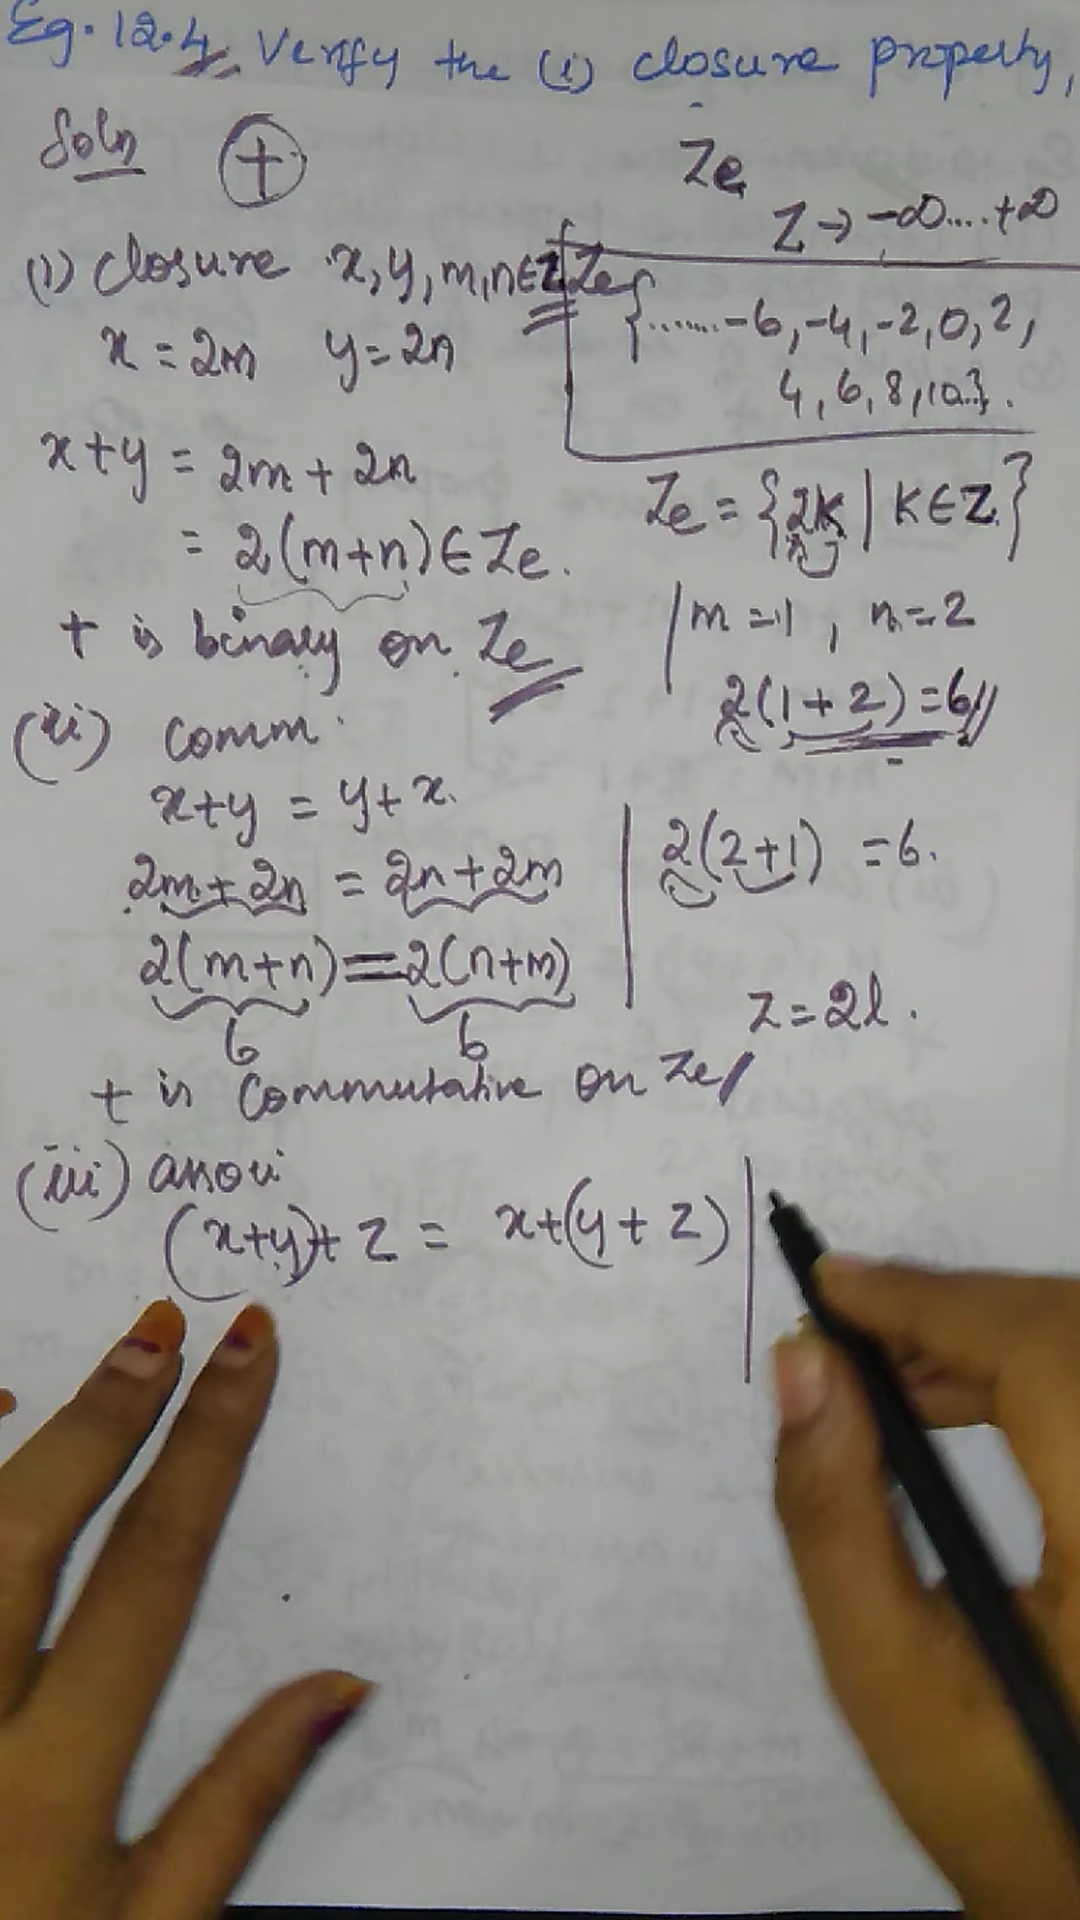 Eg. 12.4 Verify the (i) closure property,
Soln +
Ze
Z → -∞....+∞
(i) closure x, y, m, n ∈ Z Ze
{.......-6, -4, -2, 0, 2,
4, 6, 8, 10..}.
x = 2m y = 2n
x+y = 2m + 2n
= 2(m+n) ∈ Ze.
Ze = {2k | k ∈ Z}
m = 1, n = 2
2(1+2) = 6//
+ is binary on Ze
(ii) comm.
x+y = y+x.
2m+2n = 2n+2m
2(m+n) = 2(n+m)
6 6
2(2+1) = 6.
z = 2l.
+ is commutative on Ze
(iii) associ
(x+y)+z = x+(y+z)